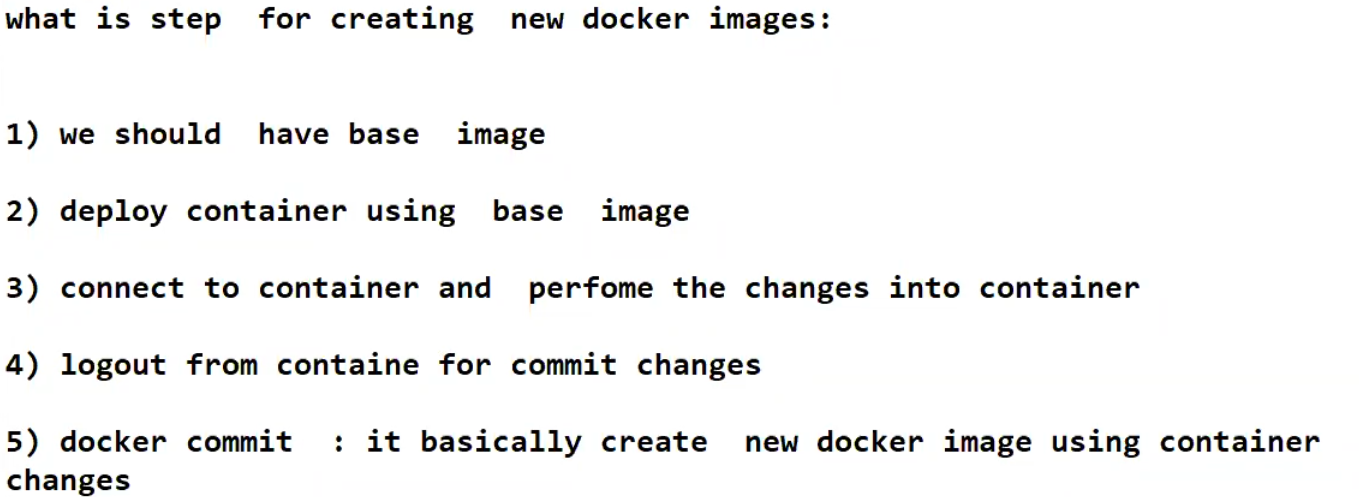 what is step  for creating  new docker images:
1) we should  have base  image
2) deploy container using  base  image
3) connect to container and  perfome the changes into container
4) logout from containe for commit changes
5) docker commit  : it basically create  new docker image using container
changes